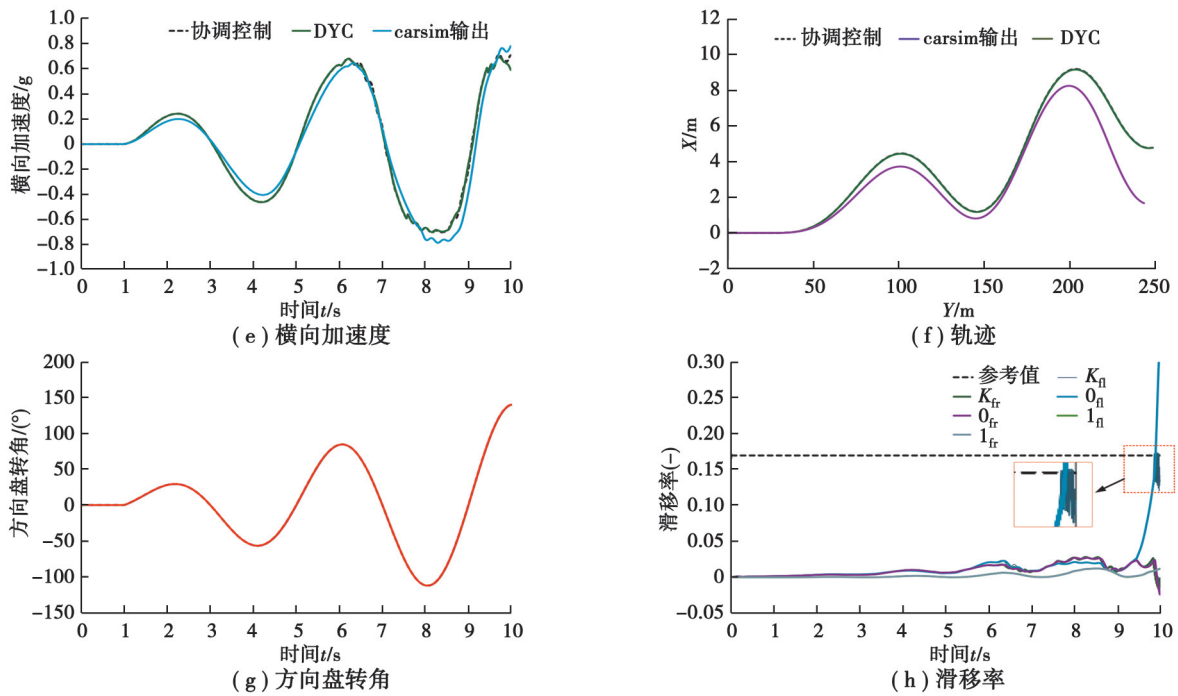 协调控制 DYC carsim输出
横向加速度/g
1.0
0.8
0.6
0.4
0.2
0
−0.2
−0.4
−0.6
−0.8
−1.0
0 1 2 3 4 5 6 7 8 9 10
时间t/s
(e)横向加速度
协调控制 carsim输出 DYC
X/m
12
10
8
6
4
2
0
−2
0 50 100 150 200 250
Y/m
(f)轨迹
方向盘转角/(°)
200
150
100
50
0
−50
−100
−150
0 1 2 3 4 5 6 7 8 9 10
时间t/s
(g)方向盘转角
参考值 Kfl
Kfr 0fl
0fr 1fl
1fr
滑移率(-)
0.30
0.25
0.20
0.15
0.10
0.05
0
−0.05
0 1 2 3 4 5 6 7 8 9 10
时间t/s
(h)滑移率